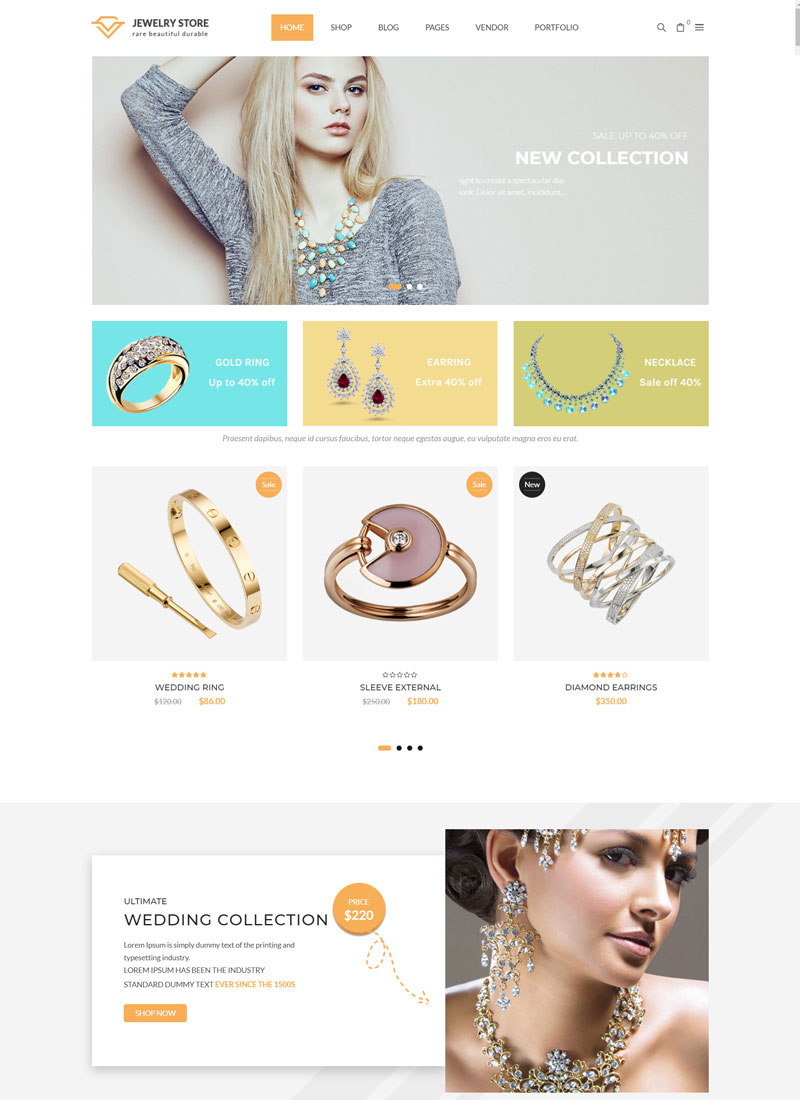 JEWELRY STORE
rare beautiful durable
HOME
SHOP
BLOG
PAGES
VENDOR
PORTFOLIO
0
SALE UP TO 40% OFF
NEW COLLECTION
ight to create a spectacular dia-
look. Dolor sit amet, incididunt...
GOLD RING
Up to 40% off
EARRING
Extra 40% off
NECKLACE
Sale off 40%
Praesent dapibus, neque id cursus faucibus, tortor neque egestas augue, eu vulputate magna eros eu erat.
Sale
Sale
New
WEDDING RING
$120.00 $86.00
SLEEVE EXTERNAL
$250.00 $180.00
DIAMOND EARRINGS
$350.00
ULTIMATE
WEDDING COLLECTION
PRICE
$220
Lorem Ipsum is simply dummy text of the printing and
typesetting industry.
LOREM IPSUM HAS BEEN THE INDUSTRY
STANDARD DUMMY TEXT EVER SINCE THE 1500S
SHOP NOW